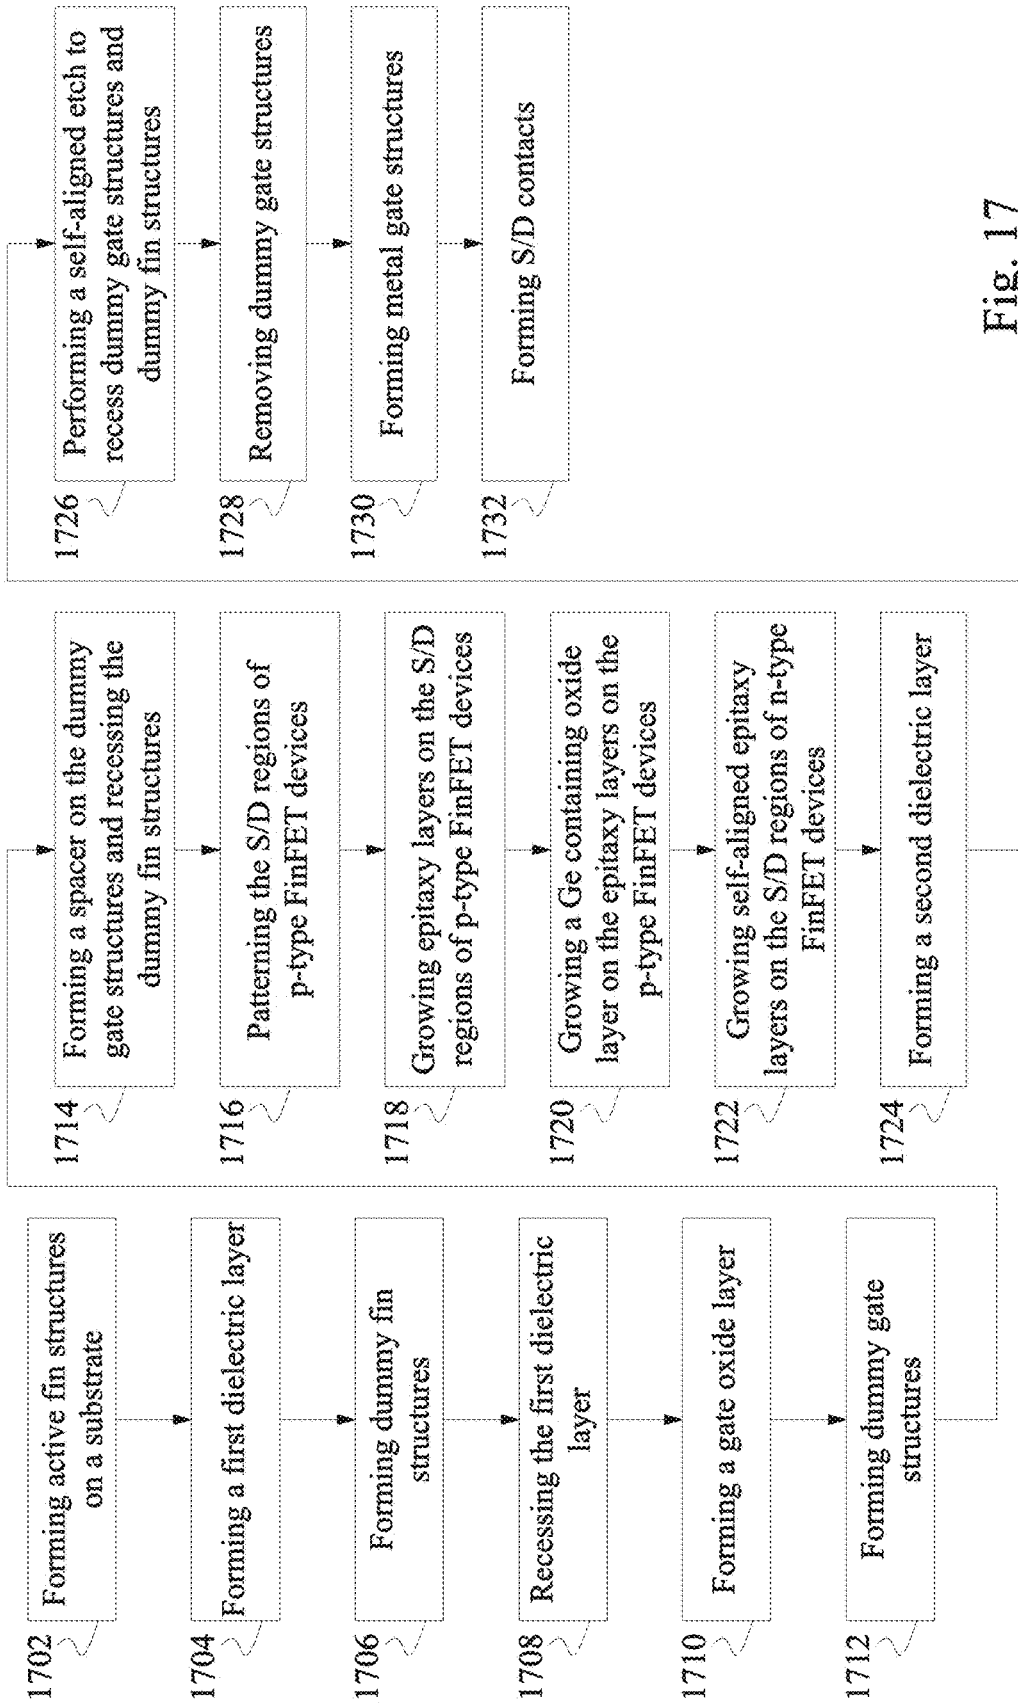 1702
Forming active fin structures
on a substrate
1704
Forming a first dielectric layer
1706
Forming dummy fin
structures
1708
Recessing the first dielectric
layer
1710
Forming a gate oxide layer
1712
Forming dummy gate
structures
1714
Forming a spacer on the dummy
gate structures and recessing the
dummy fin structures
1716
Patterning the S/D regions of
p-type FinFET devices
1718
Growing epitaxy layers on the S/D
regions of p-type FinFET devices
1720
Growing a Ge containing oxide
layer on the epitaxy layers on the
p-type FinFET devices
1722
Growing self-aligned epitaxy
layers on the S/D regions of n-type
FinFET devices
1724
Forming a second dielectric layer
1726
Performing a self-aligned etch to
recess dummy gate structures and
dummy fin structures
1728
Removing dummy gate structures
1730
Forming metal gate structures
1732
Forming S/D contacts
Fig. 17